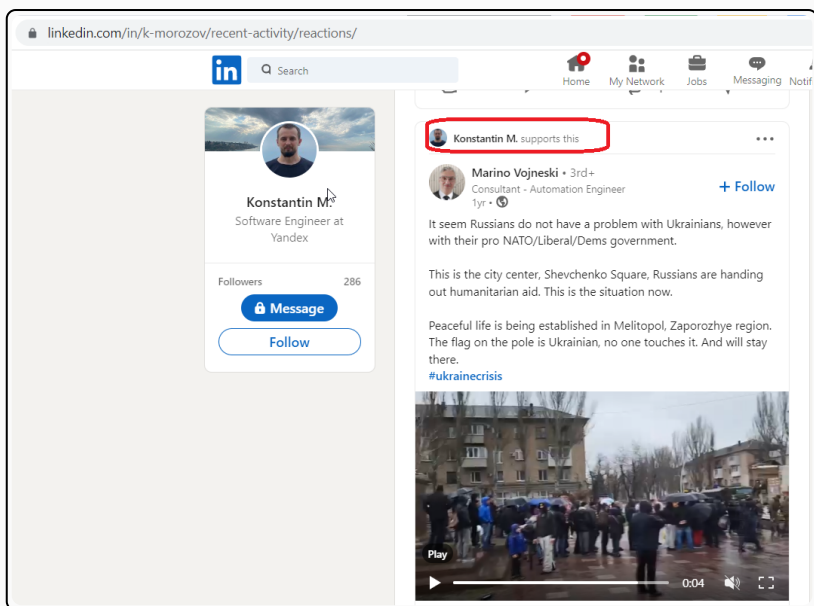 linkedin.com/in/k-morozov/recent-activity/reactions/
in
Search
Home
My Network
Jobs
Messaging
Notif
Konstantin M.
Software Engineer at
Yandex
Followers 286
Message
Follow
Konstantin M. supports this
Marino Vojneski • 3rd+
Consultant - Automation Engineer
1yr •
+ Follow
It seem Russians do not have a problem with Ukrainians, however
with their pro NATO/Liberal/Dems government.
This is the city center, Shevchenko Square, Russians are handing
out humanitarian aid. This is the situation now.
Peaceful life is being established in Melitopol, Zaporozhye region.
The flag on the pole is Ukrainian, no one touches it. And will stay
there.
#ukrainecrisis
Play
0:04